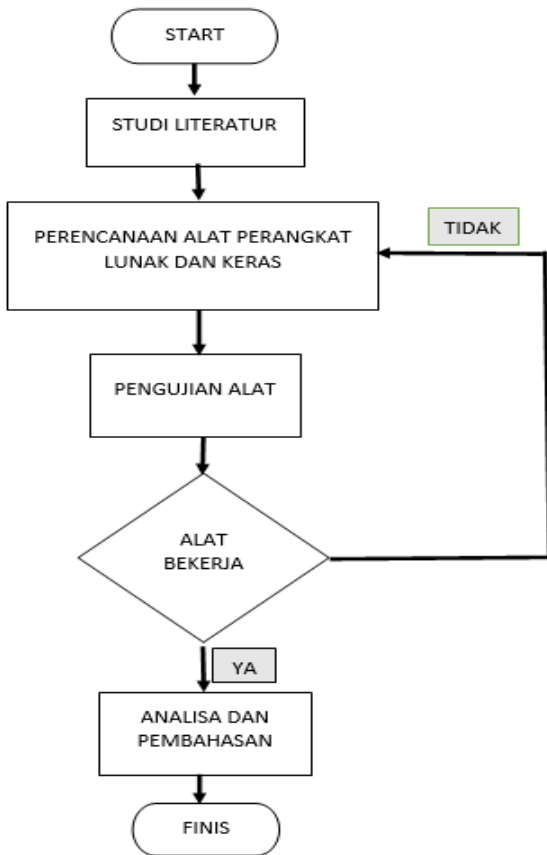 START
STUDI LITERATUR
PERENCANAAN ALAT PERANGKAT
LUNAK DAN KERAS
TIDAK
PENGUJIAN ALAT
ALAT
BEKERJA
YA
ANALISA DAN
PEMBAHASAN
FINIS